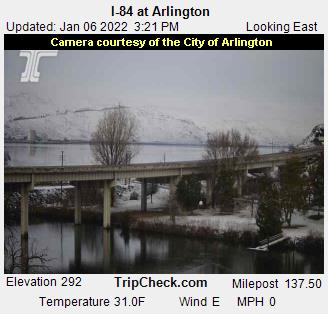 I-84 at Arlington
Updated: Jan 06 2022 3:21 PM Looking East
Camera courtesy of the City of Arlington
Elevation 292 TripCheck.com Milepost 137.50
Temperature 31.0F Wind E MPH 0